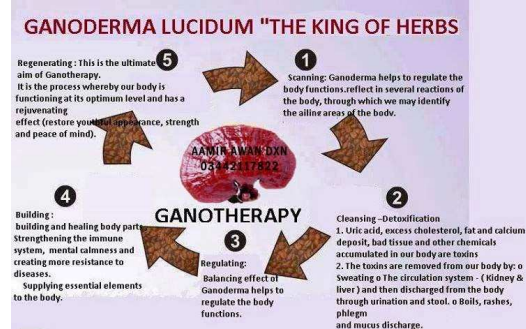 GANODERMA LUCIDUM "THE KING OF HERBS
1
Scanning: Ganoderma helps to regulate the
body functions.reflect in several reactions of
the body, through which we may identify
the ailing areas of the body.
2
Cleansing –Detoxification
1. Uric acid, excess cholesterol, fat and calcium
deposit, bad tissue and other chemicals
accumulated in our body are toxins
2. The toxins are removed from our body by: o
Sweating o The circulation system - ( Kidney &
liver ) and then discharged from the body
through urination and stool. o Boils, rashes,
phlegm
and mucus discharge.
3
Regulating:
Balancing effect of
Ganoderma helps to
regulate the body
functions.
4
Building :
building and healing body parts
Strengthening the immune
system, mental calmness and
creating more resistance to
diseases.
Supplying essential elements
to the body.
5
Regenerating : This is the ultimate
aim of Ganotherapy.
It is the process whereby our body is
functioning at its optimum level and has a
rejuvenating
effect (restore youthful appearance, strength
and peace of mind).
AAMIR AWAN DXN
03442117822
GANOTHERAPY